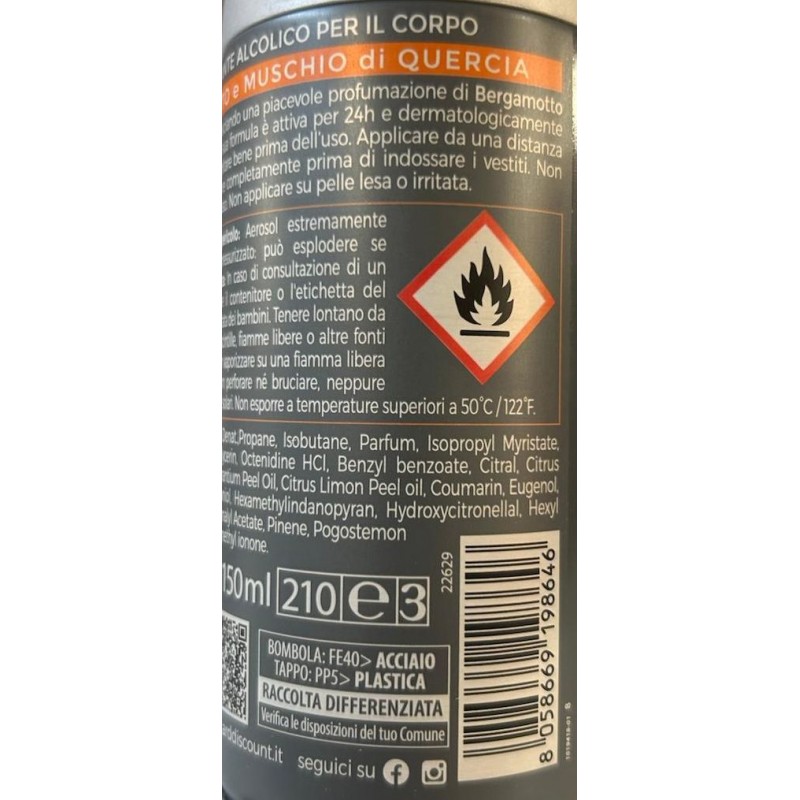 ALCOLICO PER IL CORPO
e MUSCHIO di QUERCIA
una piacevole profumazione di Bergamotto
formula è attiva per 24h e dermatologicamente
bene prima dell'uso. Applicare da una distanza
completamente prima di indossare i vestiti. Non
Non applicare su pelle lesa o irritata.
Aerosol estremamente
può esplodere se
In caso di consultazione di un
il contenitore o l'etichetta del
dei bambini. Tenere lontano da
fiamme libere o altre fonti
su una fiamma libera
perforare né bruciare, neppure
Non esporre a temperature superiori a 50°C / 122°F.
Denat.,Propane, Isobutane, Parfum, Isopropyl Myristate,
Octenidine HCl, Benzyl benzoate, Citral, Citrus
Peel Oil, Citrus Limon Peel oil, Coumarin, Eugenol,
Hexamethylindanopyran, Hydroxycitronellal, Hexyl
Acetate, Pinene, Pogostemon
ionone.
150ml 210 e 3
22629
BOMBOLA: FE40> ACCIAIO
TAPPO: PP5> PLASTICA
RACCOLTA DIFFERENZIATA
Verifica le disposizioni del tuo Comune
discount.it seguici su
8 058669 198646